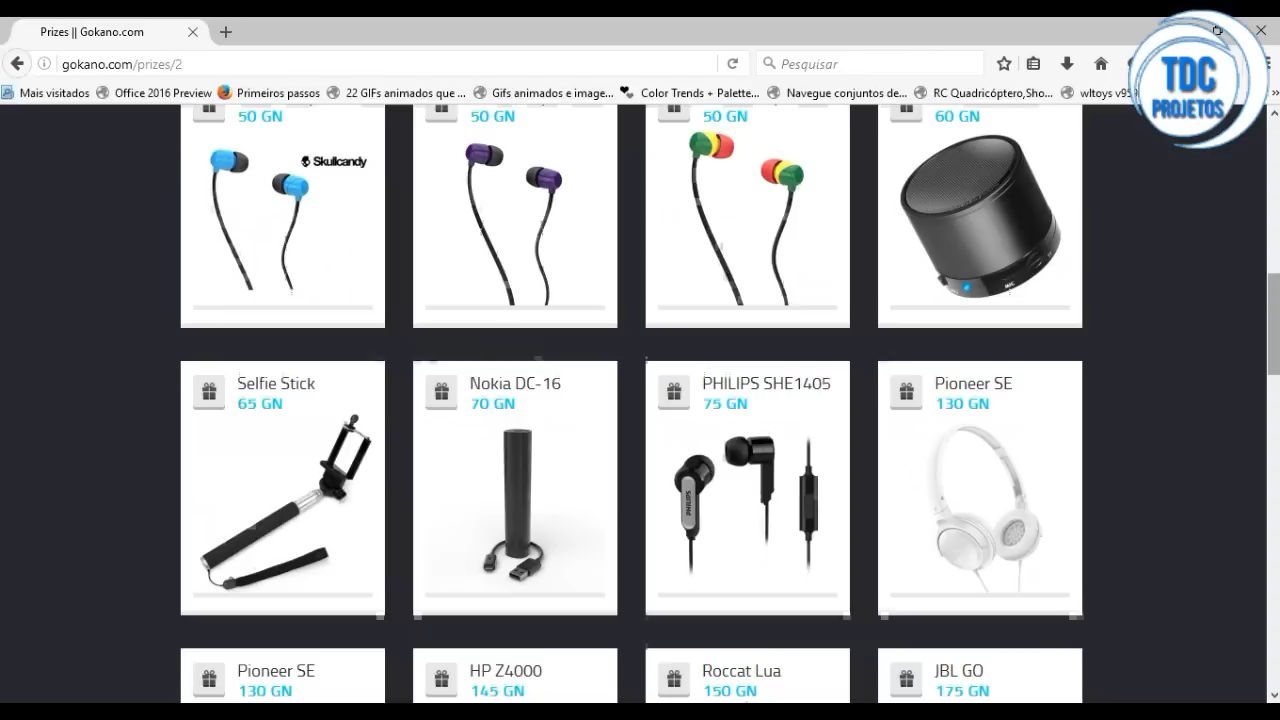 Prizes || Gokano.com
gokano.com/prizes/2
Pesquisar
Mais visitados Office 2016 Preview Primeiros passos 22 GIFs animados que ... Gifs animados e image... Color Trends + Palette... Navegue conjuntos de... RC Quadricóptero,Sho... wltoys v95
TDC
PROJETOS
50 GN 50 GN 50 GN 60 GN
Skullcandy
MIC
Selfie Stick Nokia DC-16 PHILIPS SHE1405 Pioneer SE
65 GN 70 GN 75 GN 130 GN
PHILIPS
Pioneer SE HP Z4000 Roccat Lua JBL GO
130 GN 145 GN 150 GN 175 GN